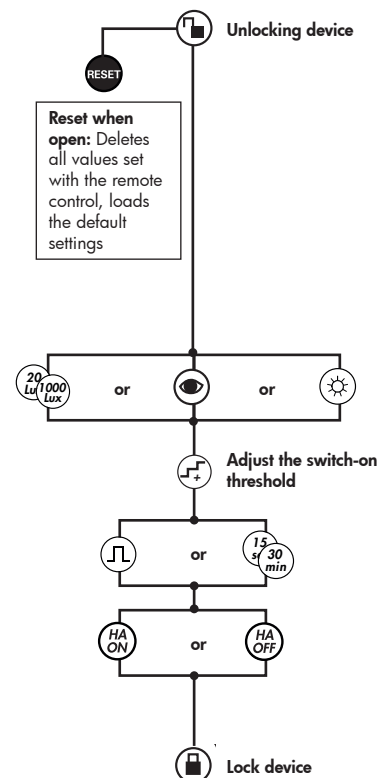 Unlocking device
RESET
Reset when
open: Deletes
all values set
with the remote
control, loads
the default
settings
20
Lu
1000
Lux
or
or
+
Adjust the switch-on
threshold
or
15
s
30
min
HA
ON
or
HA
OFF
Lock device